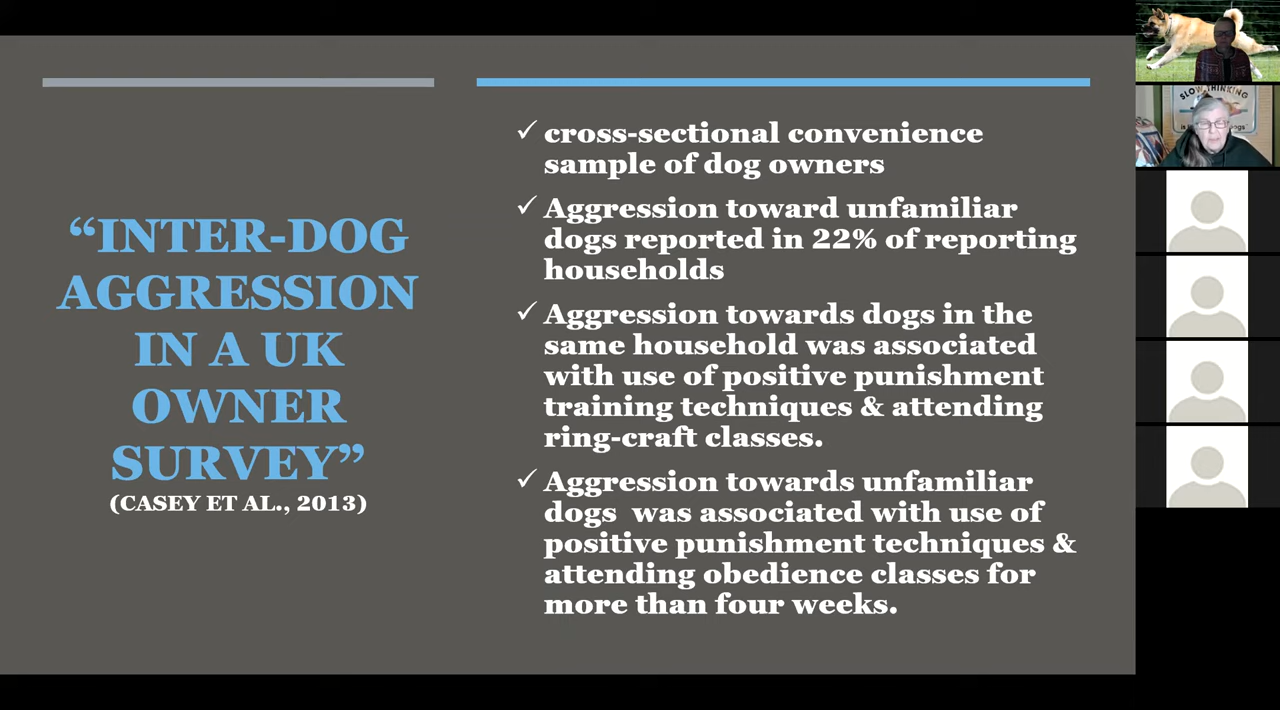 “INTER-DOG
AGGRESSION
IN A UK
OWNER
SURVEY”
(CASEY ET AL., 2013)
✓ cross-sectional convenience
sample of dog owners
✓ Aggression toward unfamiliar
dogs reported in 22% of reporting
households
✓ Aggression towards dogs in the
same household was associated
with use of positive punishment
training techniques & attending
ring-craft classes.
✓ Aggression towards unfamiliar
dogs was associated with use of
positive punishment techniques &
attending obedience classes for
more than four weeks.
SLOW THINKING
is